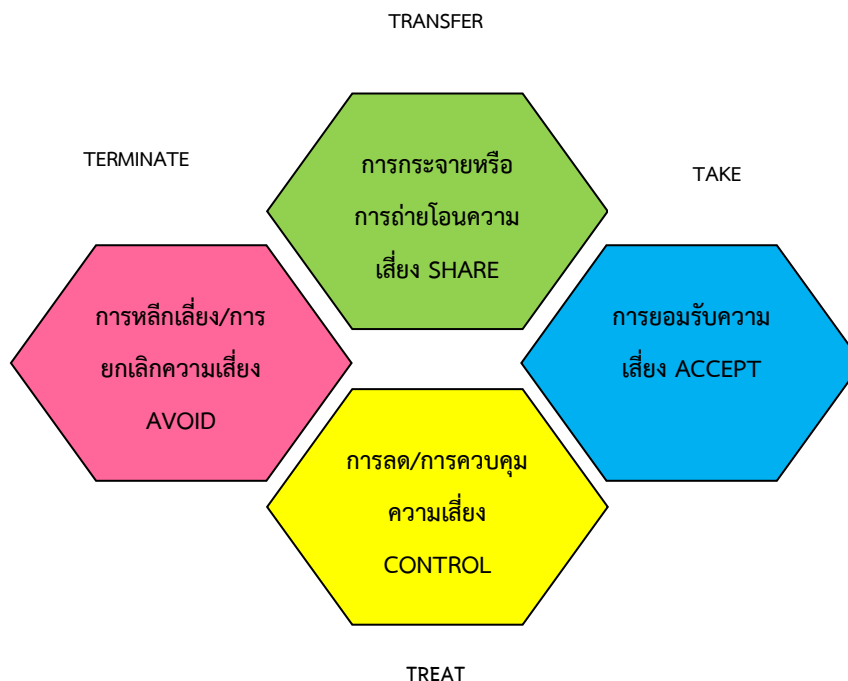 TRANSFER
TERMINATE
TAKE
การกระจายหรือ
การถ่ายโอนความ
เสี่ยง SHARE
การหลีกเลี่ยง/การ
ยกเลิกความเสี่ยง
AVOID
การยอมรับความ
เสี่ยง ACCEPT
การลด/การควบคุม
ความเสี่ยง
CONTROL
TREAT